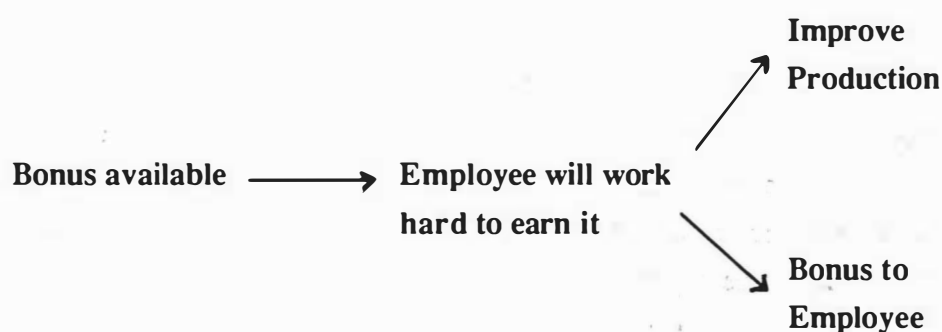 Improve
Production
Bonus available
Employee will work
hard to earn it
Bonus to
Employee